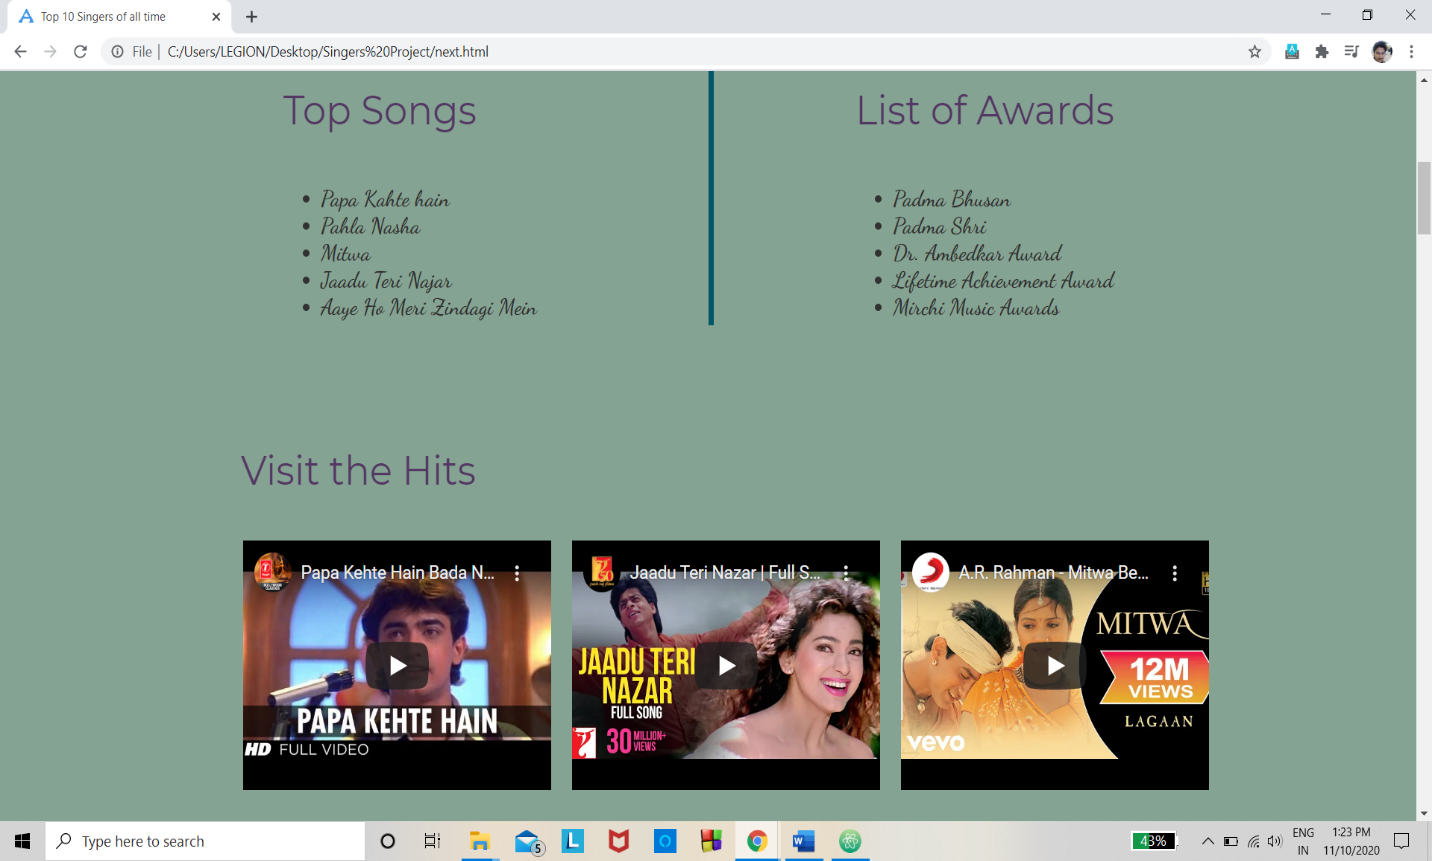 Top 10 Singers of all time
File | C:/Users/LEGION/Desktop/Singers%20Project/next.html
Top Songs
Papa Kahte hain
Pahla Nasha
Mitwa
Jaadu Teri Najar
Aaye Ho Meri Zindagi Mein
List of Awards
Padma Bhusan
Padma Shri
Dr. Ambedkar Award
Lifetime Achievement Award
Mirchi Music Awards
Visit the Hits
Papa Kehte Hain Bada N...
PAPA KEHTE HAIN
HD FULL VIDEO
Jaadu Teri Nazar | Full S...
JAADU TERI
NAZAR
FULL SONG
30 MILLION+
VIEWS
A.R. Rahman - Mitwa Be...
MITWA
12M
VIEWS
LAGAAN
vevo
Type here to search
5
L
43%
ENG
IN
1:23 PM
11/10/2020